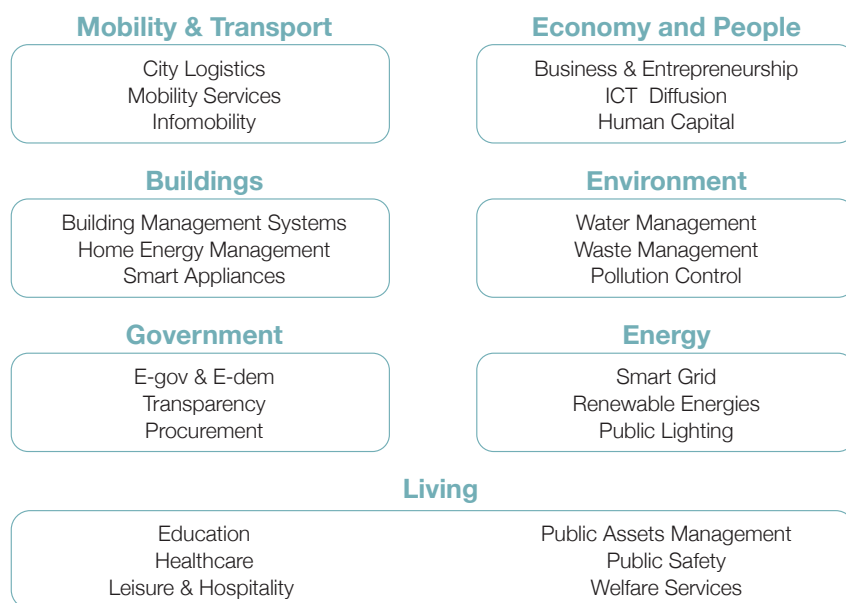 Mobility & Transport
City Logistics
Mobility Services
Infomobility
Economy and People
Business & Entrepreneurship
ICT Diffusion
Human Capital
Buildings
Building Management Systems
Home Energy Management
Smart Appliances
Environment
Water Management
Waste Management
Pollution Control
Government
E-gov & E-dem
Transparency
Procurement
Energy
Smart Grid
Renewable Energies
Public Lighting
Living
Education
Healthcare
Leisure & Hospitality
Public Assets Management
Public Safety
Welfare Services